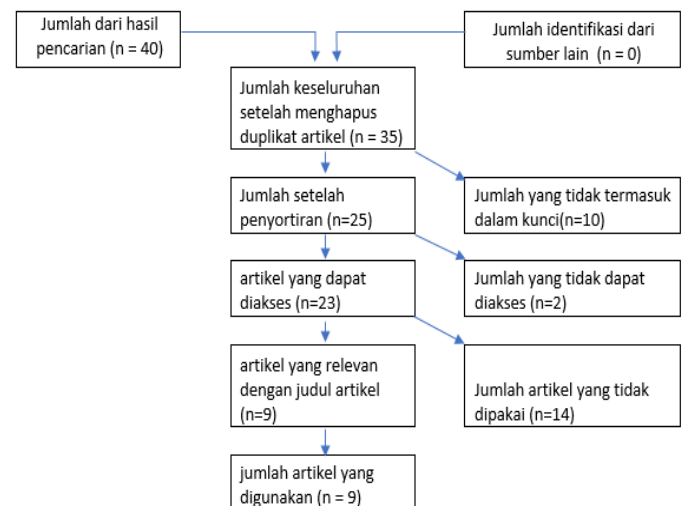 Jumlah dari hasil
pencarian (n = 40)
Jumlah identifikasi dari
sumber lain (n = 0)
Jumlah keseluruhan
setelah menghapus
duplikat artikel (n = 35)
Jumlah setelah
penyortiran (n=25)
Jumlah yang tidak termasuk
dalam kunci(n=10)
artikel yang dapat
diakses (n=23)
Jumlah yang tidak dapat
diakses (n=2)
artikel yang relevan
dengan judul artikel
(n=9)
Jumlah artikel yang tidak
dipakai (n=14)
jumlah artikel yang
digunakan (n = 9)